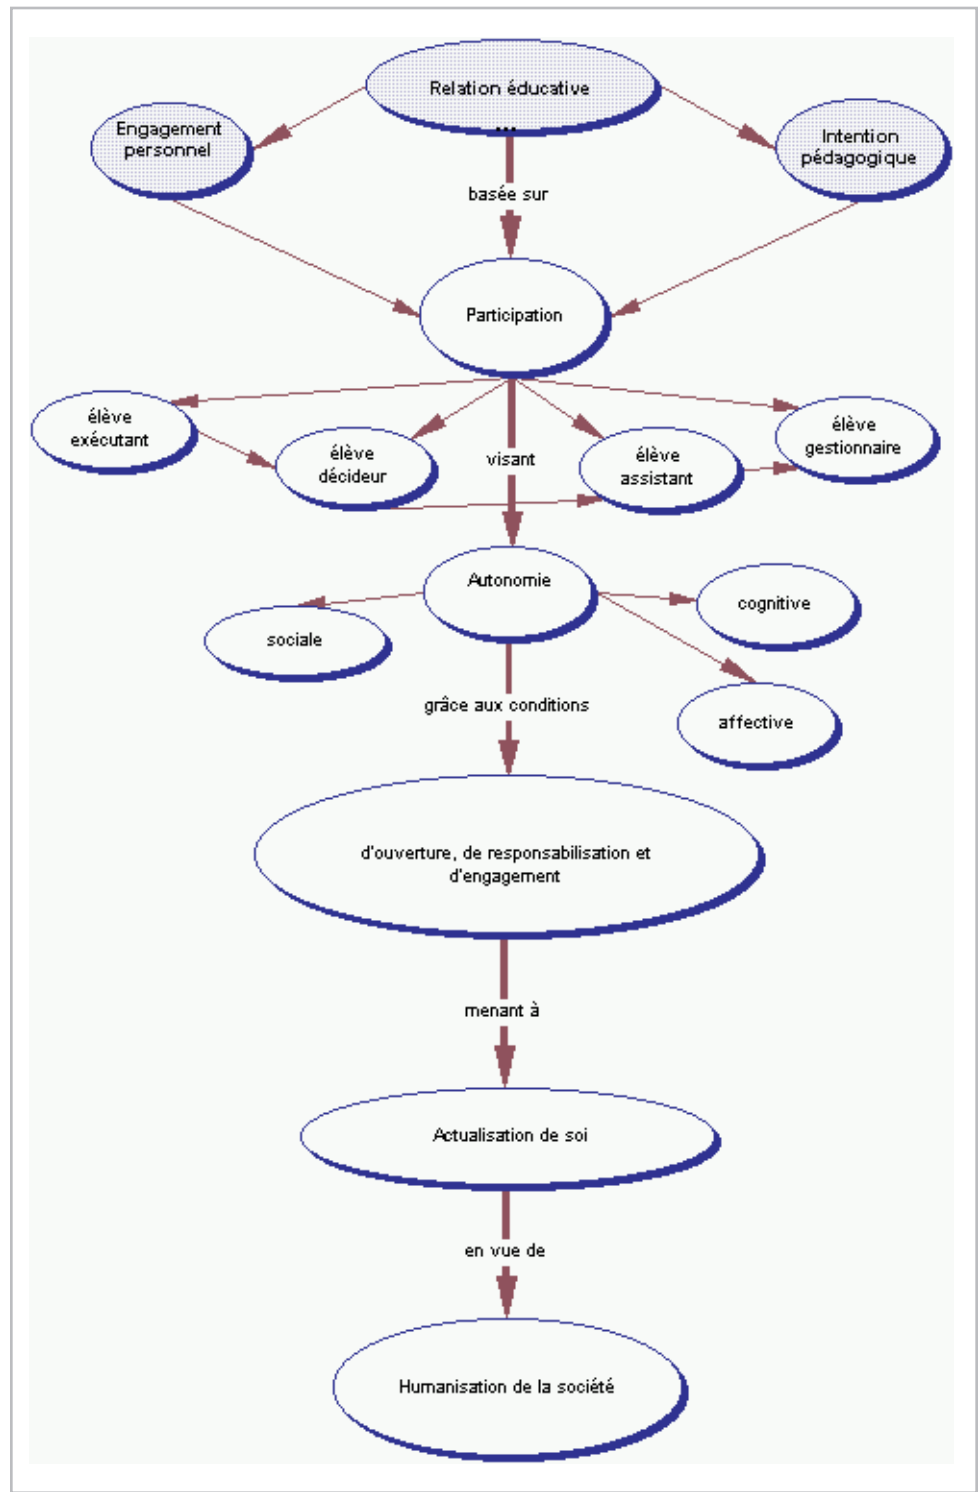 Relation éducative
...
Engagement
personnel
Intention
pédagogique
basée sur
Participation
élève
exécutant
élève
décideur
visant
élève
assistant
élève
gestionnaire
Autonomie
sociale
cognitive
affective
grâce aux conditions
d'ouverture, de responsabilisation et
d'engagement
menant à
Actualisation de soi
en vue de
Humanisation de la société